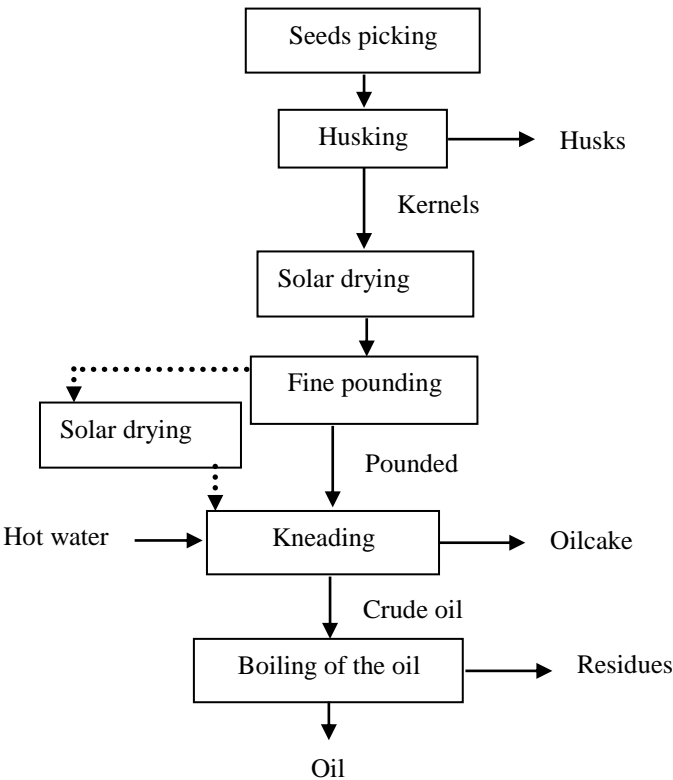 Seeds picking
Husking
Husks
Kernels
Solar drying
Fine pounding
Solar drying
Pounded
Hot water
Kneading
Oilcake
Crude oil
Boiling of the oil
Residues
Oil